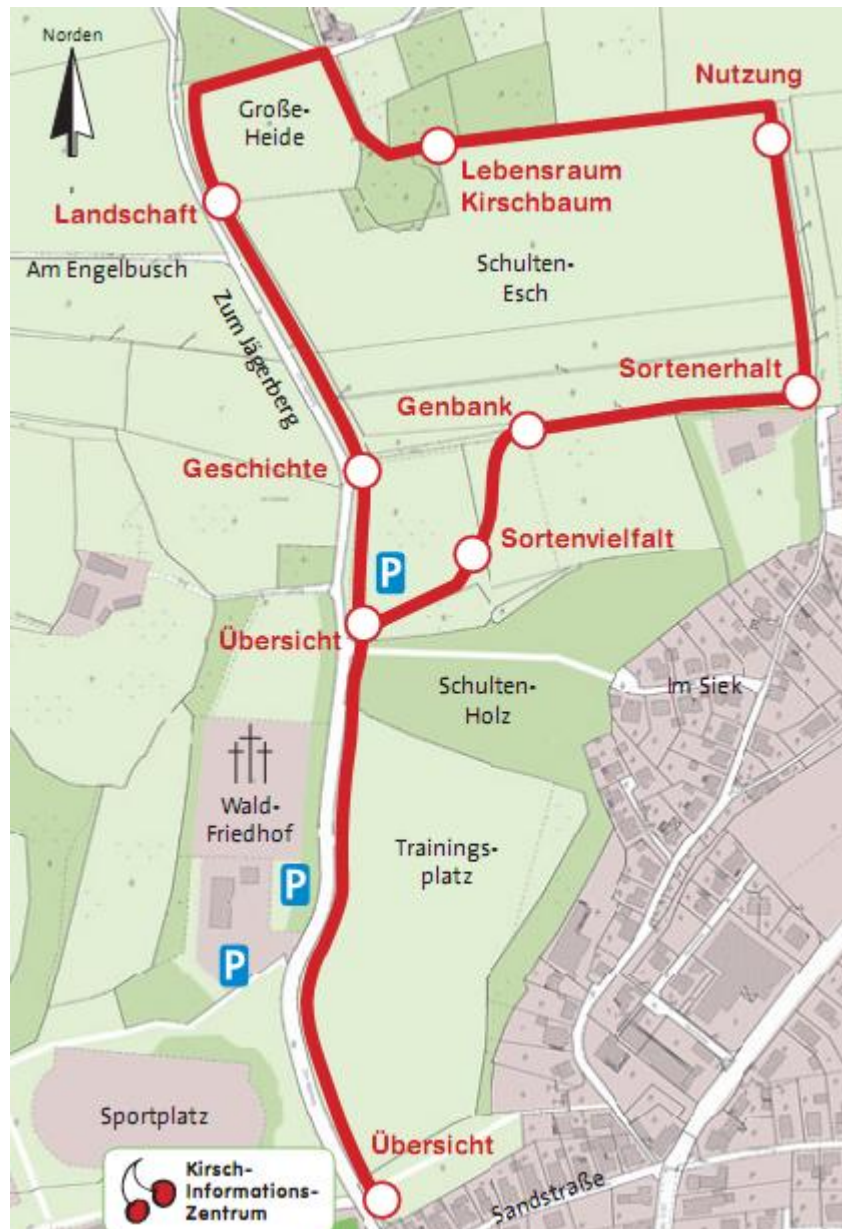 Norden
Nutzung
Große-
Heide
Lebensraum
Kirschbaum
Landschaft
Am Engelbusch
Schulten-
Esch
Zum Jägerberg
Sortenerhalt
Genbank
Geschichte
Sortenvielfalt
P
Übersicht
Schulten-
Holz
Im Siek
Wald-
Friedhof
Trainings-
platz
P
P
Sportplatz
Übersicht
Kirsch-
Informations-
Zentrum
Sandstraße